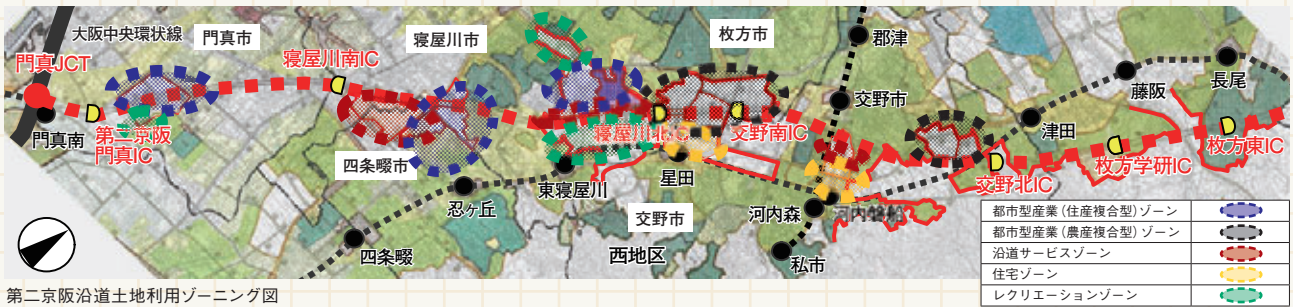 大阪中央環状線
門真市
寝屋川市
枚方市
郡津
門真JCT
寝屋川南IC
長尾
藤阪
交野市
門真南
第二京阪
門真IC
寝屋川北IC
交野南IC
津田
枚方東IC
枚方学研IC
四条畷市
東寝屋川
星田
交野北IC
忍ヶ丘
交野市
河内森
河内磐船
四条畷
西地区
私市
都市型産業(住産複合型)ゾーン
都市型産業(農産複合型)ゾーン
沿道サービスゾーン
住宅ゾーン
レクリエーションゾーン
第二京阪沿道土地利用ゾーニング図